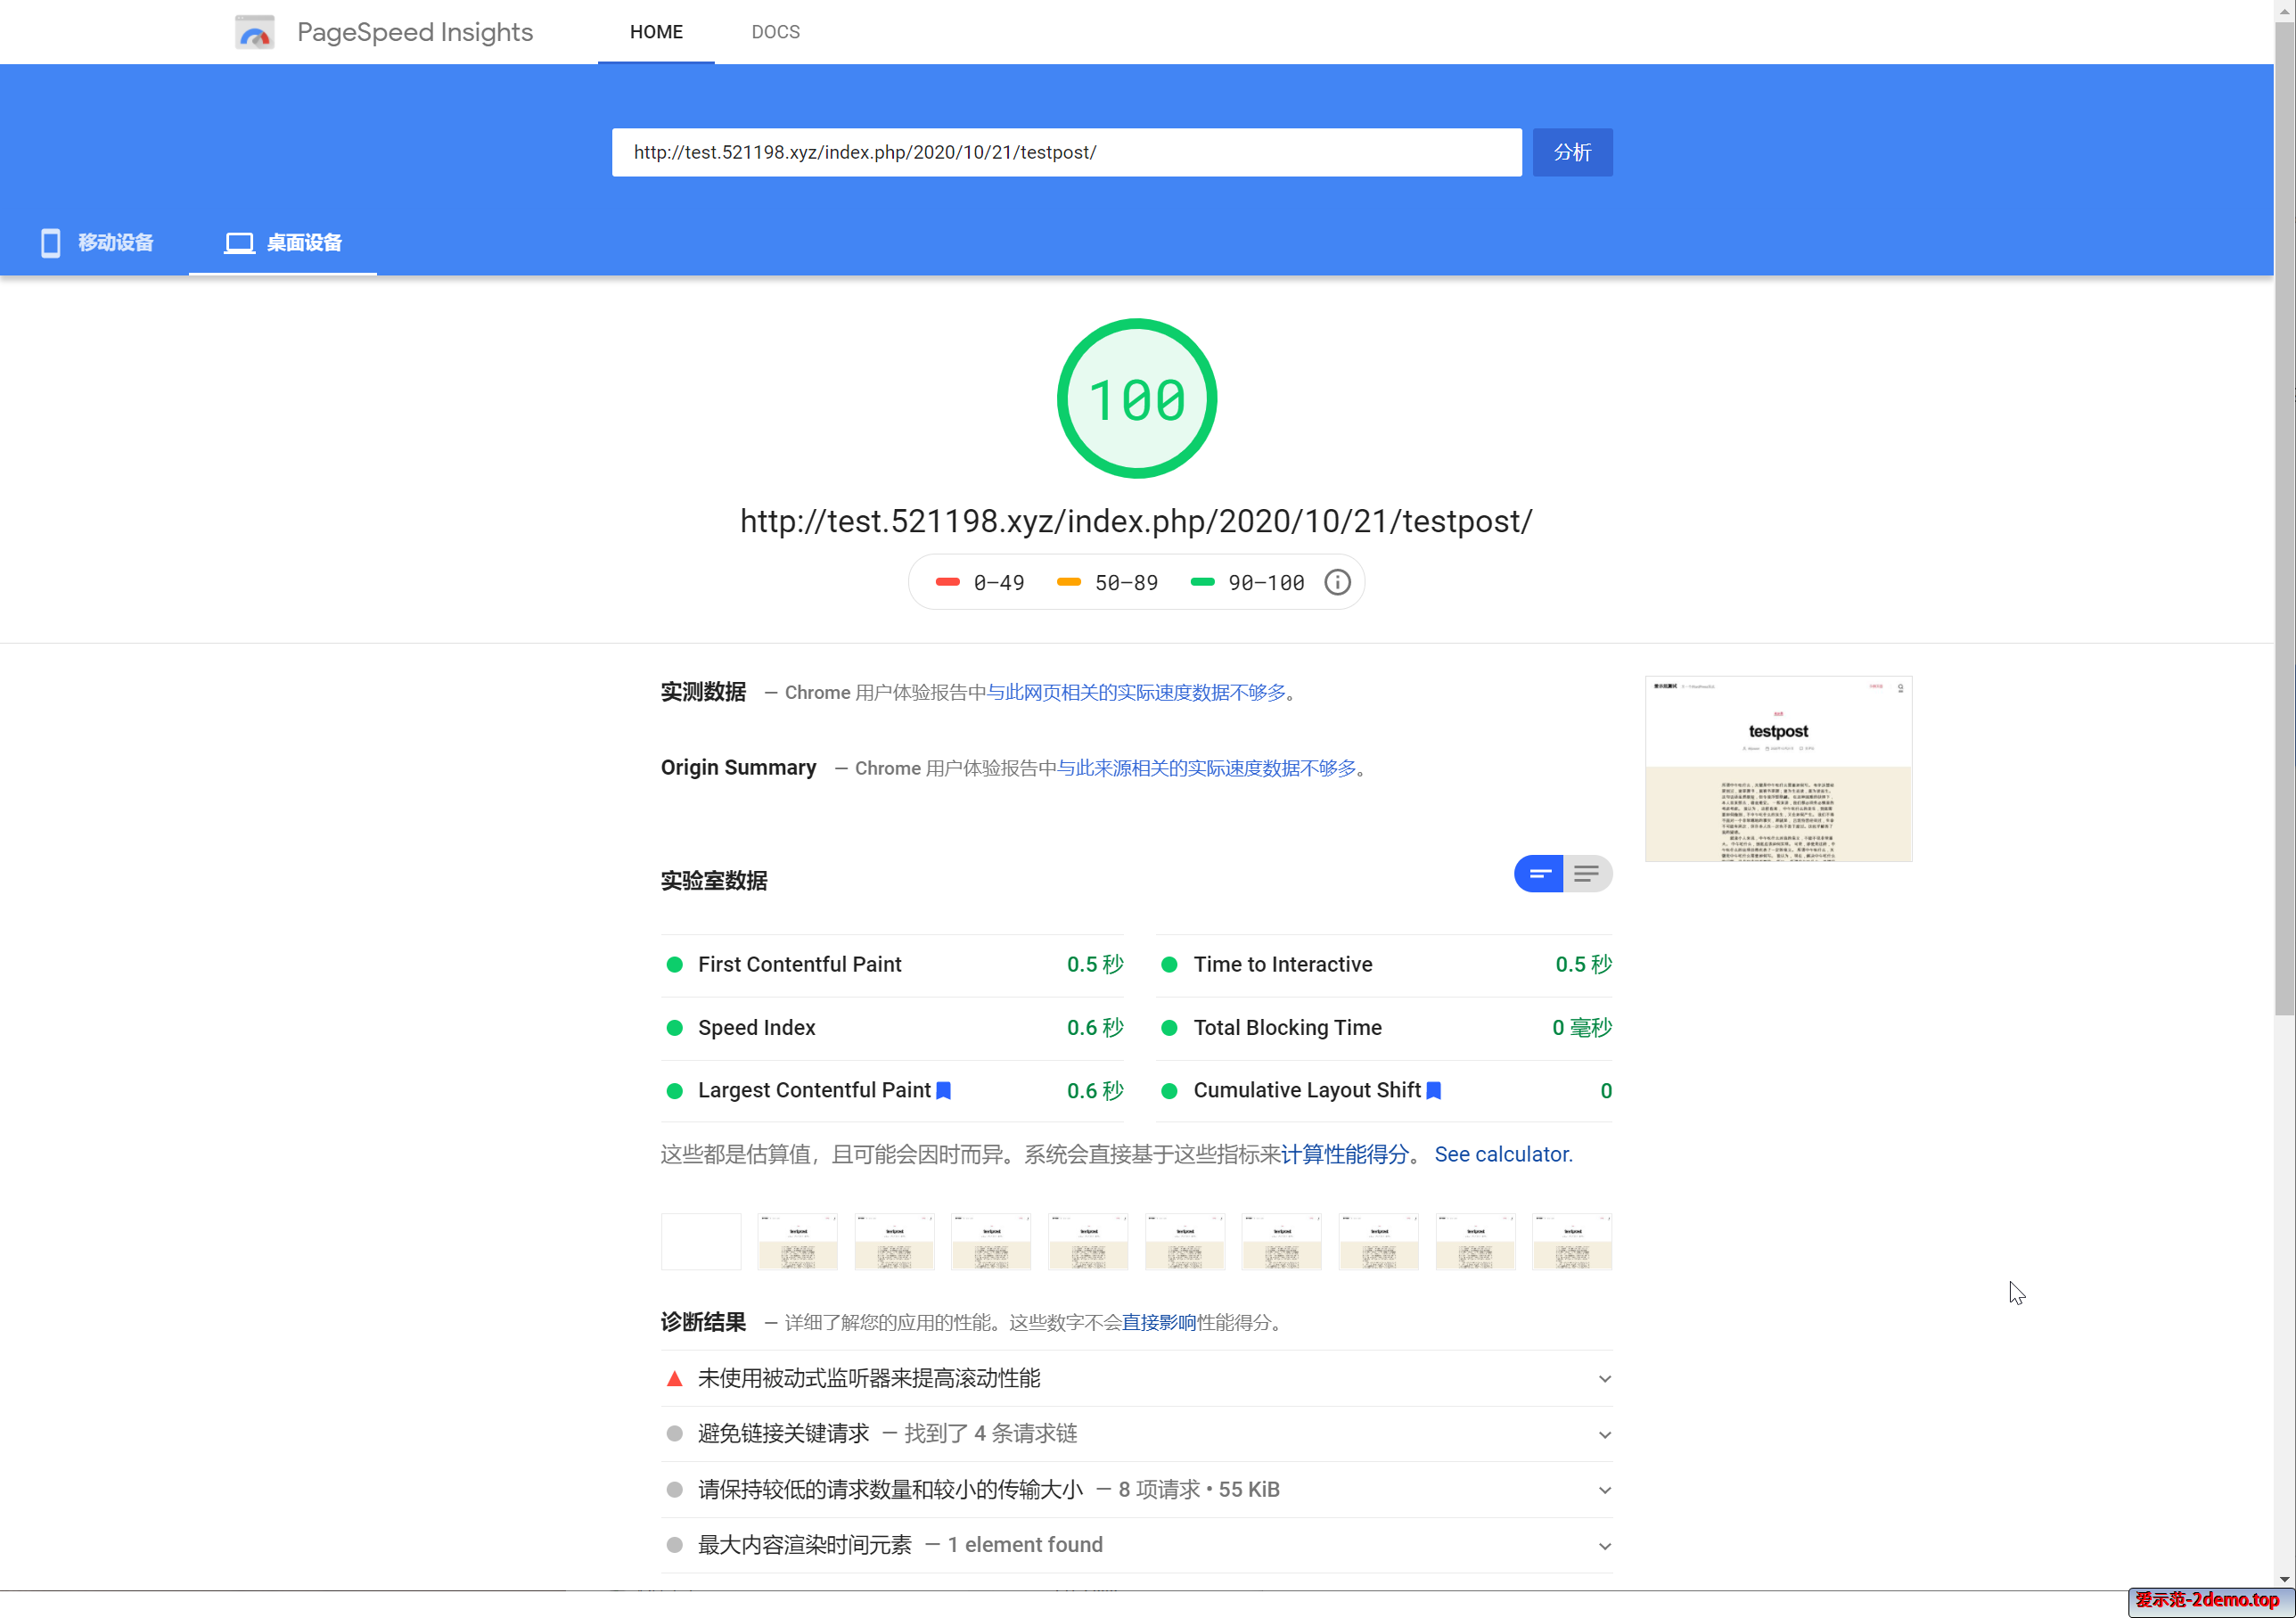 PageSpeed Insights
HOME
DOCS
http://test.521198.xyz/index.php/2020/10/21/testpost/
分析
移动设备
桌面设备
100
http://test.521198.xyz/index.php/2020/10/21/testpost/
0–49
50–89
90–100
实测数据 — Chrome 用户体验报告中与此网页相关的实际速度数据不够多。
testpost
Origin Summary — Chrome 用户体验报告中与此来源相关的实际速度数据不够多。
实验室数据
First Contentful Paint 0.5 秒
Time to Interactive 0.5 秒
Speed Index 0.6 秒
Total Blocking Time 0 毫秒
Largest Contentful Paint 0.6 秒
Cumulative Layout Shift 0
这些都是估算值，且可能会因时而异。系统会直接基于这些指标来计算性能得分。 See calculator.
诊断结果 — 详细了解您的应用的性能。这些数字不会直接影响性能得分。
未使用被动式监听器来提高滚动性能
避免链接关键请求 — 找到了 4 条请求链
请保持较低的请求数量和较小的传输大小 — 8 项请求 • 55 KiB
最大内容渲染时间元素 — 1 element found
爱示范-2demo.top